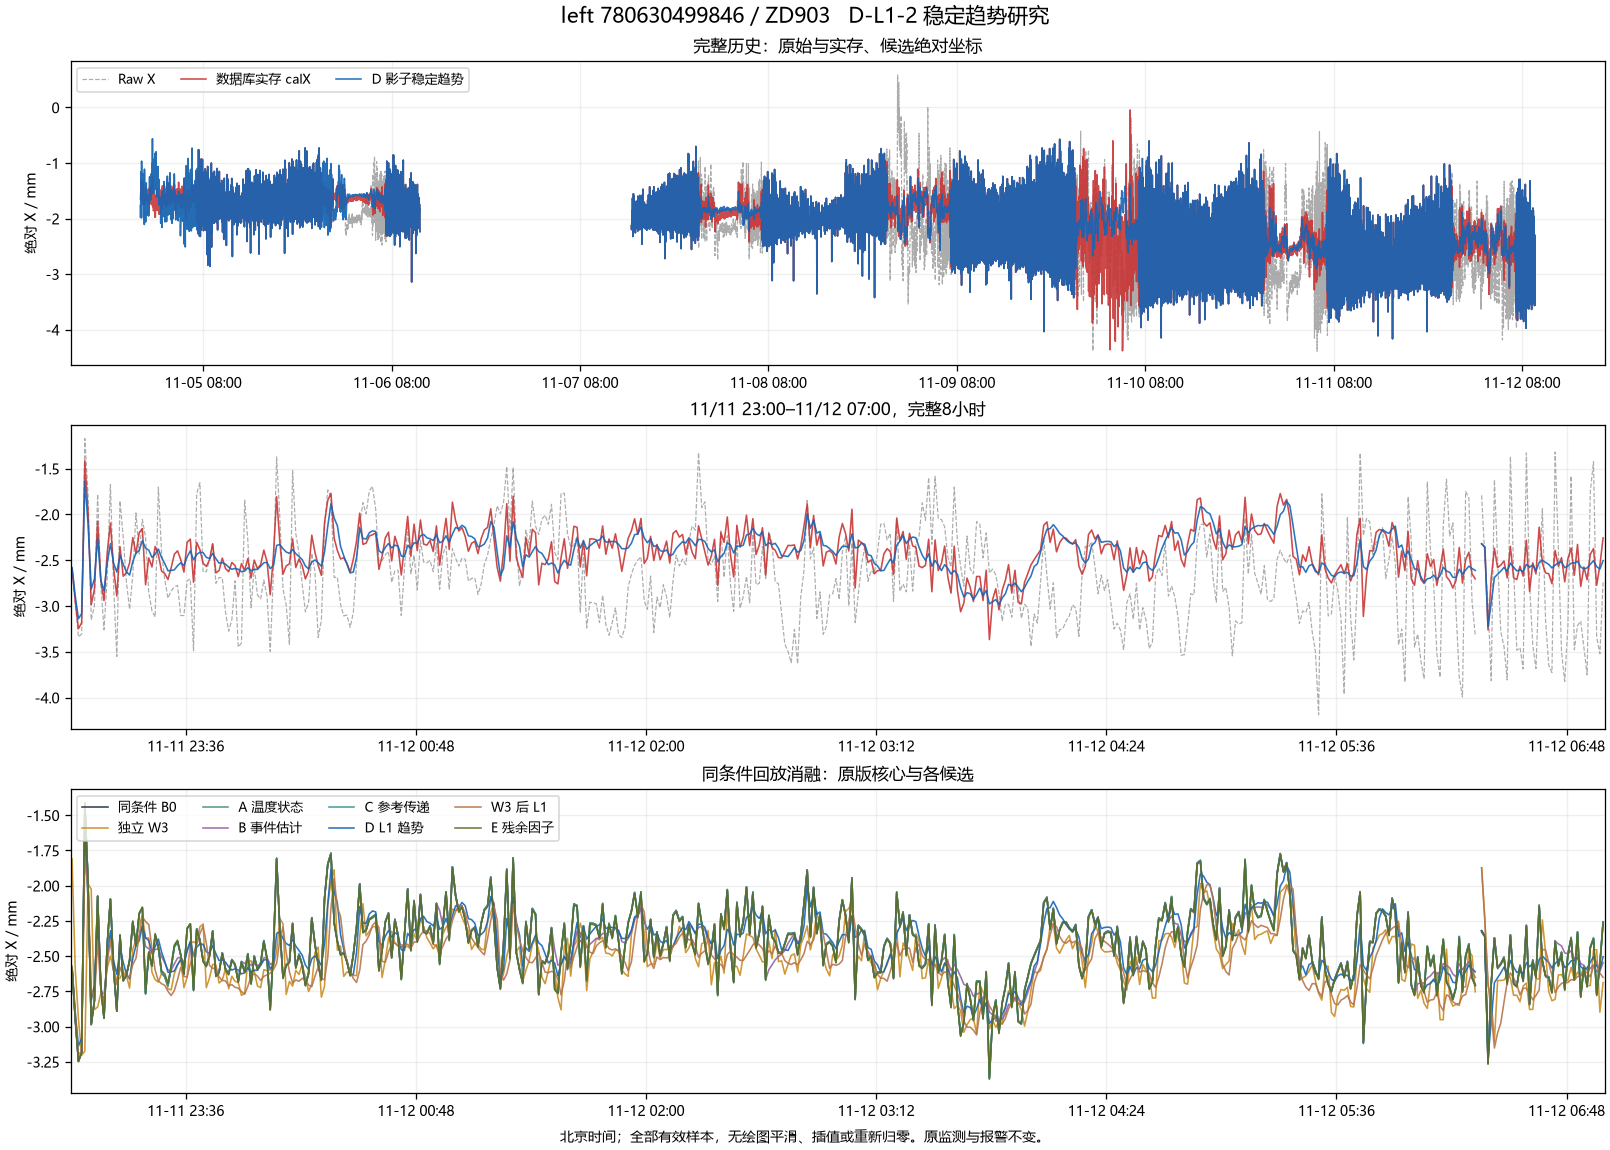 left 780630499846 / ZD903 D-L1-2 稳定趋势研究
完整历史：原始与实存、候选绝对坐标
Raw X 数据库实存 calX D 影子稳定趋势
绝对 X / mm
0
-1
-2
-3
-4
11-05 08:00 11-06 08:00 11-07 08:00 11-08 08:00 11-09 08:00 11-10 08:00 11-11 08:00 11-12 08:00
11/11 23:00–11/12 07:00，完整8小时
绝对 X / mm
-1.5
-2.0
-2.5
-3.0
-3.5
-4.0
11-11 23:36 11-12 00:48 11-12 02:00 11-12 03:12 11-12 04:24 11-12 05:36 11-12 06:48
同条件回放消融：原版核心与各候选
同条件 B0 A 温度状态 C 参考传递 W3 后 L1
独立 W3 B 事件估计 D L1 趋势 E 残余因子
绝对 X / mm
-1.50
-1.75
-2.00
-2.25
-2.50
-2.75
-3.00
-3.25
11-11 23:36 11-12 00:48 11-12 02:00 11-12 03:12 11-12 04:24 11-12 05:36 11-12 06:48
北京时间；全部有效样本，无绘图平滑、插值或重新归零。原监测与报警不变。